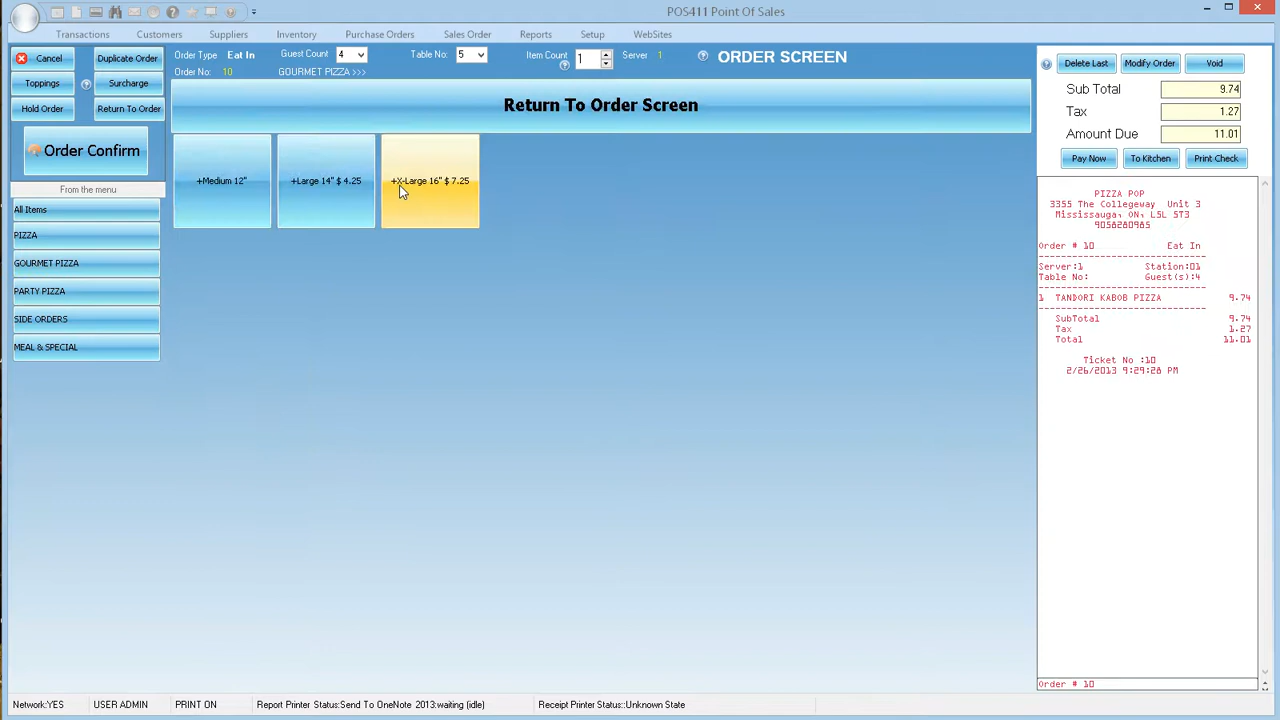 POS411 Point Of Sales
Transactions Customers Suppliers Inventory Purchase Orders Sales Order Reports Setup WebSites
Cancel Duplicate Order
Toppings Surcharge
Hold Order Return To Order
Order Confirm
From the menu
All Items
PIZZA
GOURMET PIZZA
PARTY PIZZA
SIDE ORDERS
MEAL & SPECIAL
Order Type Eat In Guest Count 4 Table No: 5 Item Count 1 Server 1 ORDER SCREEN
Order No: 10 GOURMET PIZZA >>>
Return To Order Screen
+Medium 12" +Large 14" $ 4.25 +X-Large 16" $ 7.25
Delete Last Modify Order Void
Sub Total 9.74
Tax 1.27
Amount Due 11.01
Pay Now To Kitchen Print Check
PIZZA POP
3355 The Collegeway Unit 3
Mississauga, ON, L5L 5T3
9058280985
Order # 10 Eat In
Server:1 Station:01
Table No: Guest(s):4
1 TANDORI KABOB PIZZA 9.74
SubTotal 9.74
Tax 1.27
Total 11.01
Ticket No :10
2/26/2013 9:29:28 PM
Order # 10
Network:YES USER ADMIN PRINT ON Report Printer Status:Send To OneNote 2013:waiting (idle) Receipt Printer Status::Unknown State